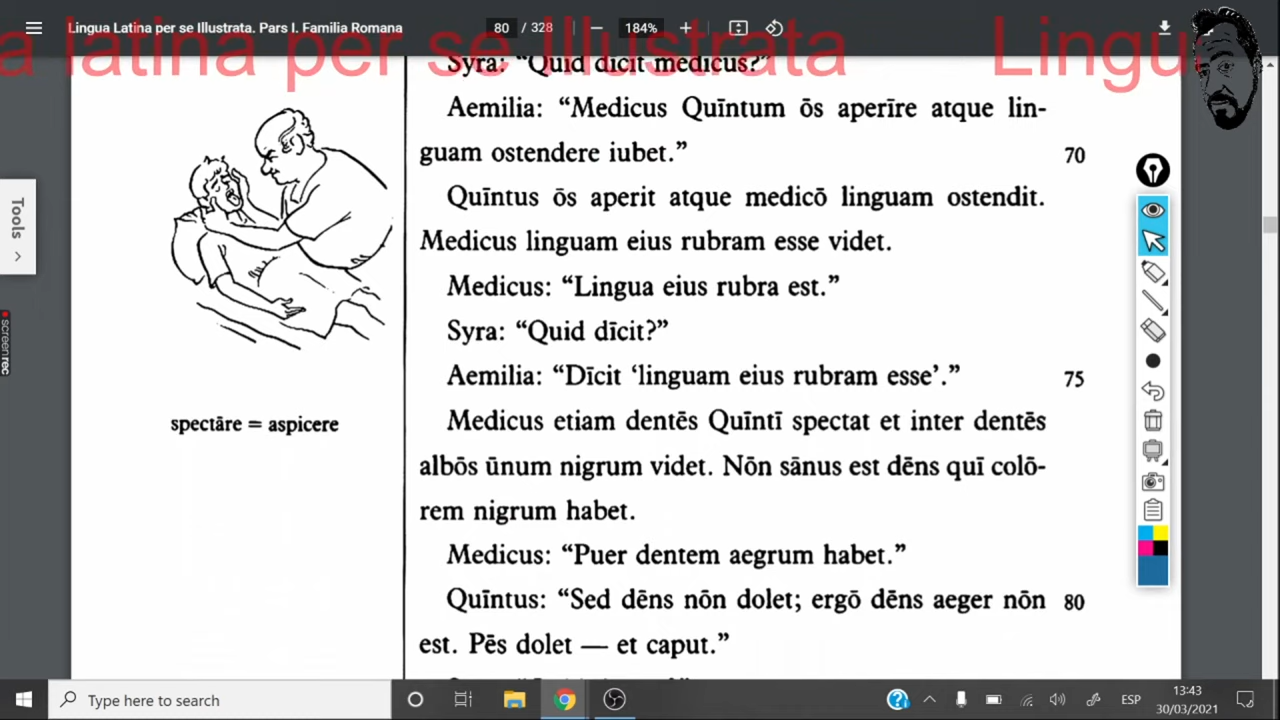 Lingua Latina per se Illustrata. Pars I. Familia Romana
80 / 328
184%
a latina per se Illustrata Lingu
Syra: “Quid dīcit medicus?”
Aemilia: “Medicus Quīntum ōs aperīre atque lin-
guam ostendere iubet.” 70
Quīntus ōs aperit atque medicō linguam ostendit.
Medicus linguam eius rubram esse videt.
Medicus: “Lingua eius rubra est.”
Syra: “Quid dīcit?”
Aemilia: “Dīcit ‘linguam eius rubram esse’.” 75
spectāre = aspicere
Medicus etiam dentēs Quīntī spectat et inter dentēs
albōs ūnum nigrum videt. Nōn sānus est dēns quī colō-
rem nigrum habet.
Medicus: “Puer dentem aegrum habet.”
Quīntus: “Sed dēns nōn dolet; ergō dēns aeger nōn 80
est. Pēs dolet — et caput.”
Tools
screenrec
Type here to search
ESP
13:43
30/03/2021